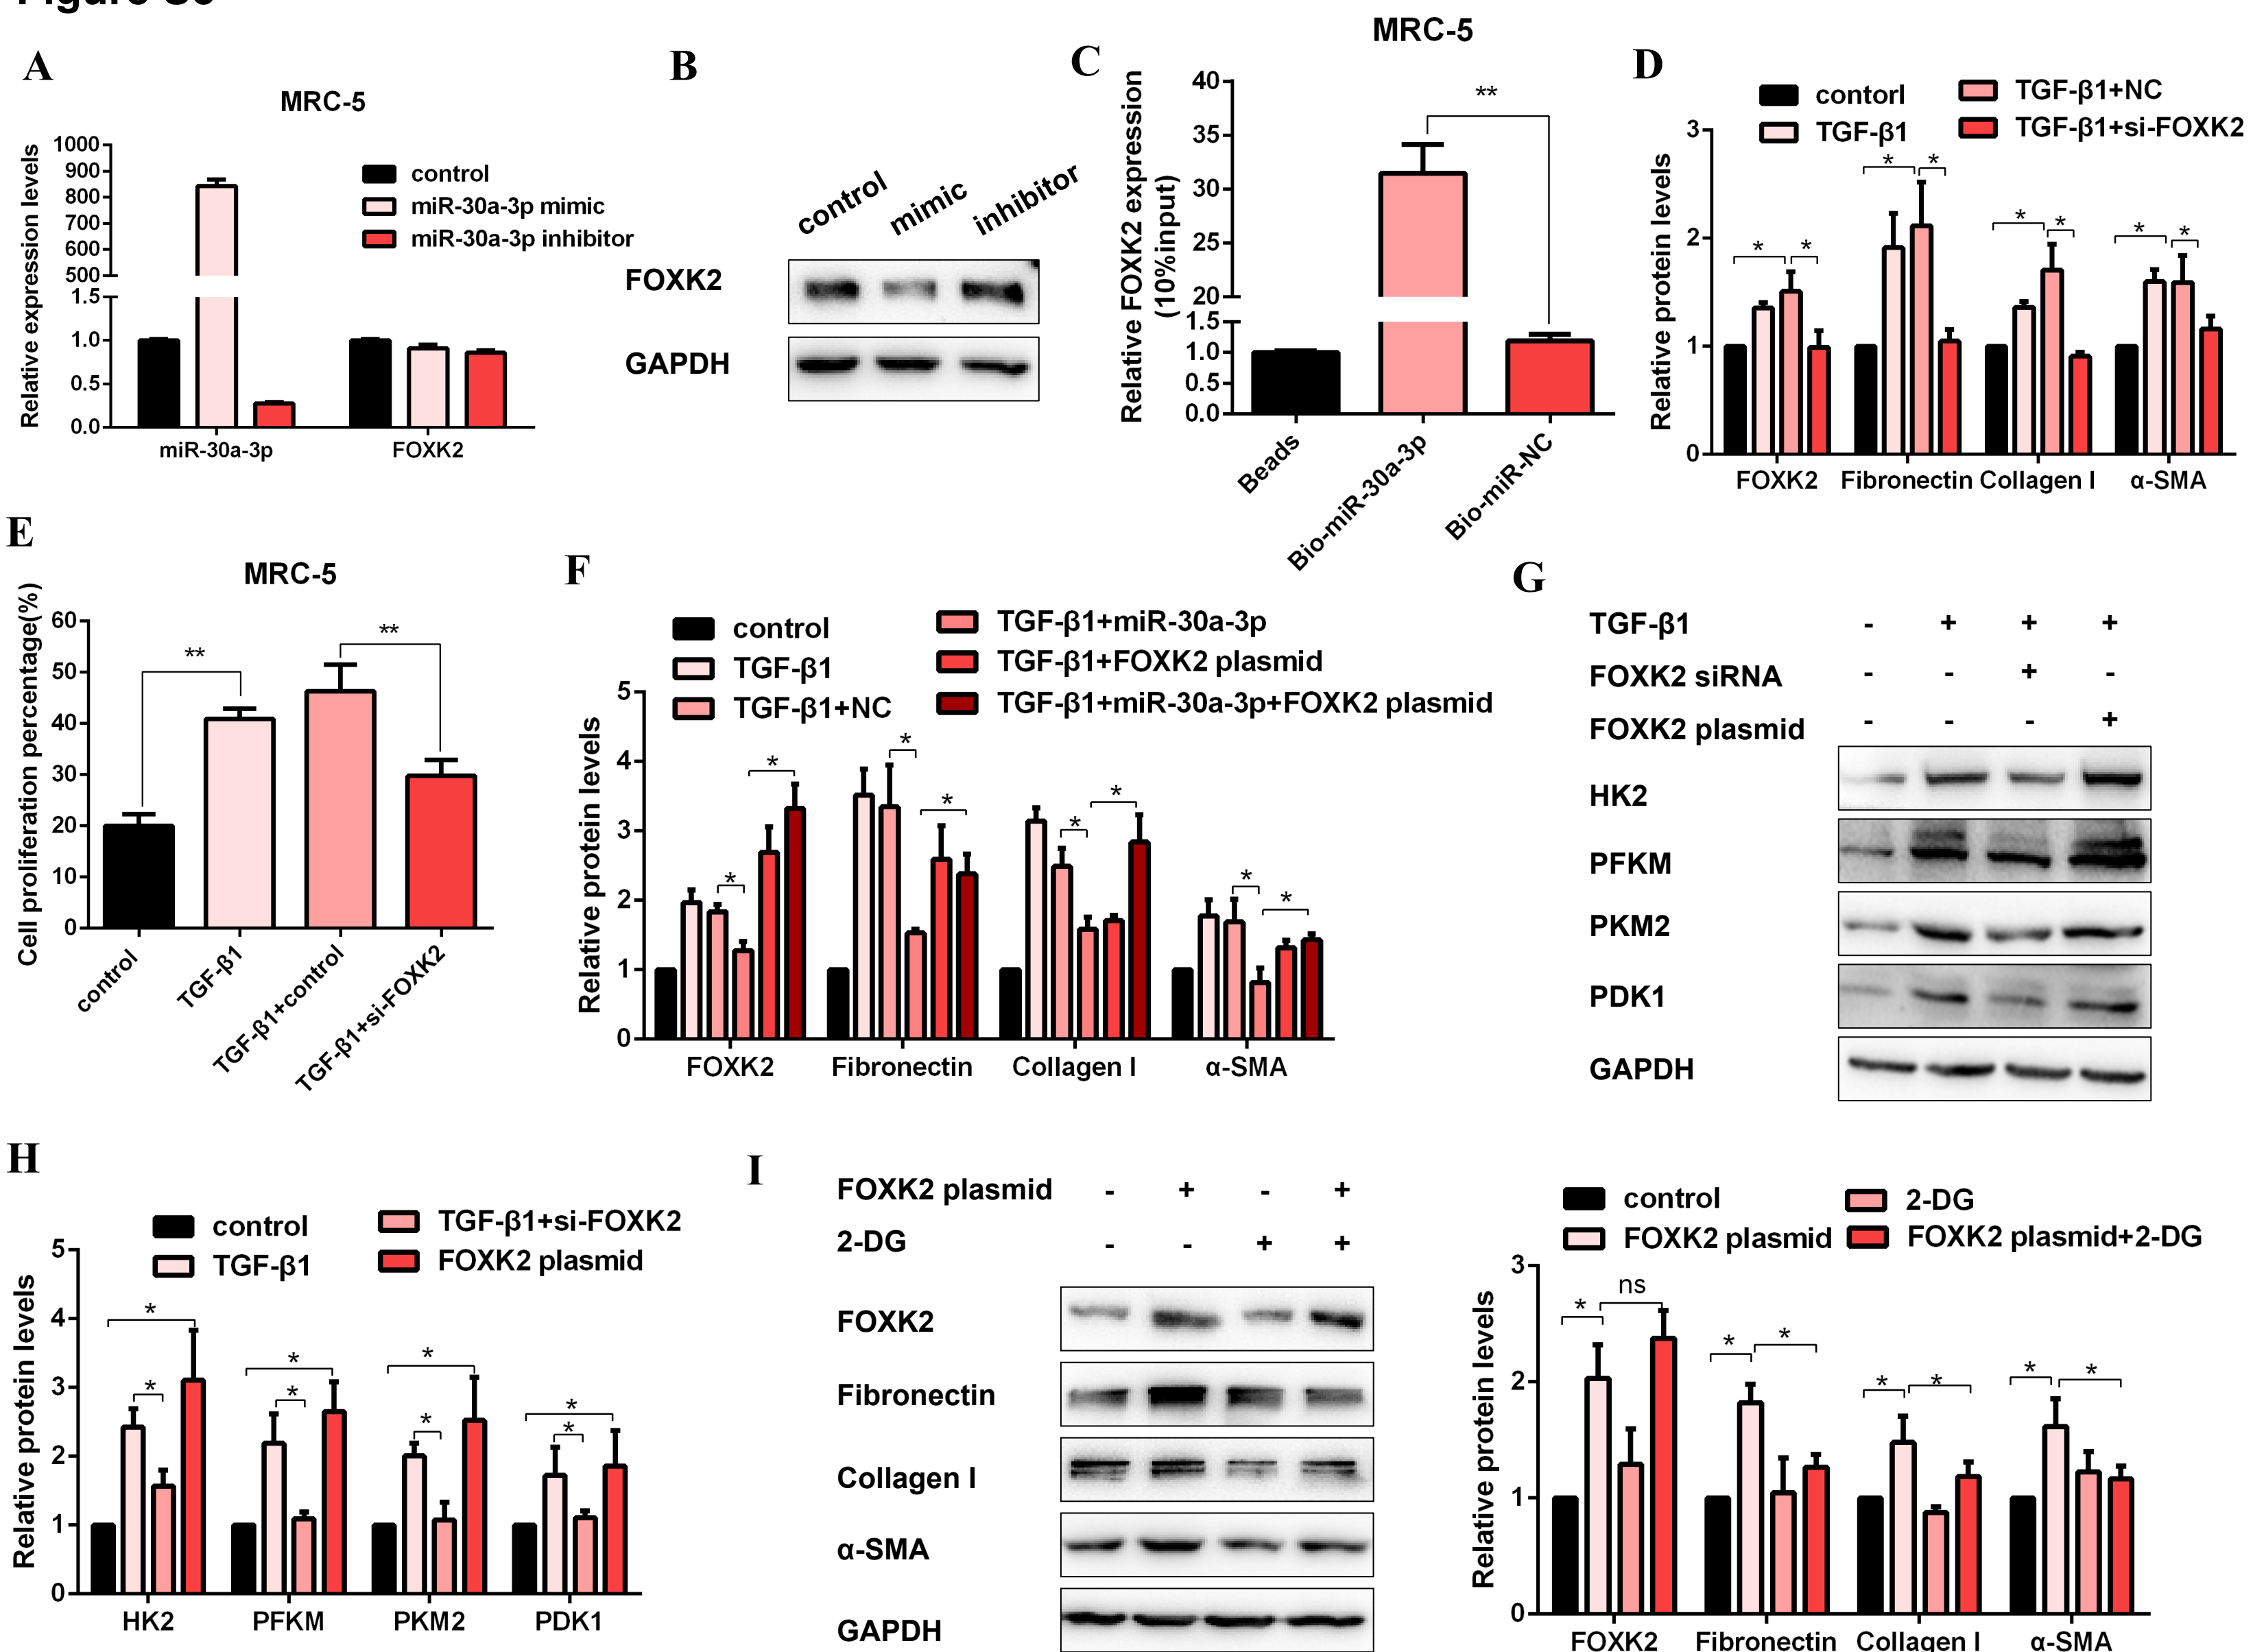 A
MRC-5
Relative expression levels
1000
900
800
700
600
500
1.5
1.0
0.5
0.0
control
miR-30a-3p mimic
miR-30a-3p inhibitor
miR-30a-3p
FOXK2
B
control
mimic
inhibitor
FOXK2
GAPDH
C
MRC-5
Relative FOXK2 expression
(10%input)
40
35
30
25
20
1.5
1.0
0.5
0.0
**
Beads
Bio-miR-30a-3p
Bio-miR-NC
D
contorl
TGF-β1
TGF-β1+NC
TGF-β1+si-FOXK2
Relative protein levels
3
2
1
0
* *
* *
* *
* *
FOXK2 Fibronectin Collagen I α-SMA
E
MRC-5
Cell proliferation percentage(%)
60
50
40
30
20
10
0
**
**
control
TGF-β1
TGF-β1+control
TGF-β1+si-FOXK2
F
control
TGF-β1
TGF-β1+NC
TGF-β1+miR-30a-3p
TGF-β1+FOXK2 plasmid
TGF-β1+miR-30a-3p+FOXK2 plasmid
Relative protein levels
5
4
3
2
1
0
* *
* *
* *
* *
FOXK2 Fibronectin Collagen I α-SMA
G
TGF-β1 - + + +
FOXK2 siRNA - - + -
FOXK2 plasmid - - - +
HK2
PFKM
PKM2
PDK1
GAPDH
H
control
TGF-β1
TGF-β1+si-FOXK2
FOXK2 plasmid
Relative protein levels
5
4
3
2
1
0
* *
* *
* *
* *
HK2 PFKM PKM2 PDK1
I
FOXK2 plasmid - + - +
2-DG - - + +
FOXK2
Fibronectin
Collagen I
α-SMA
GAPDH
control
FOXK2 plasmid
2-DG
FOXK2 plasmid+2-DG
Relative protein levels
3
2
1
0
* ns
* *
* *
* *
FOXK2 Fibronectin Collagen I α-SMA